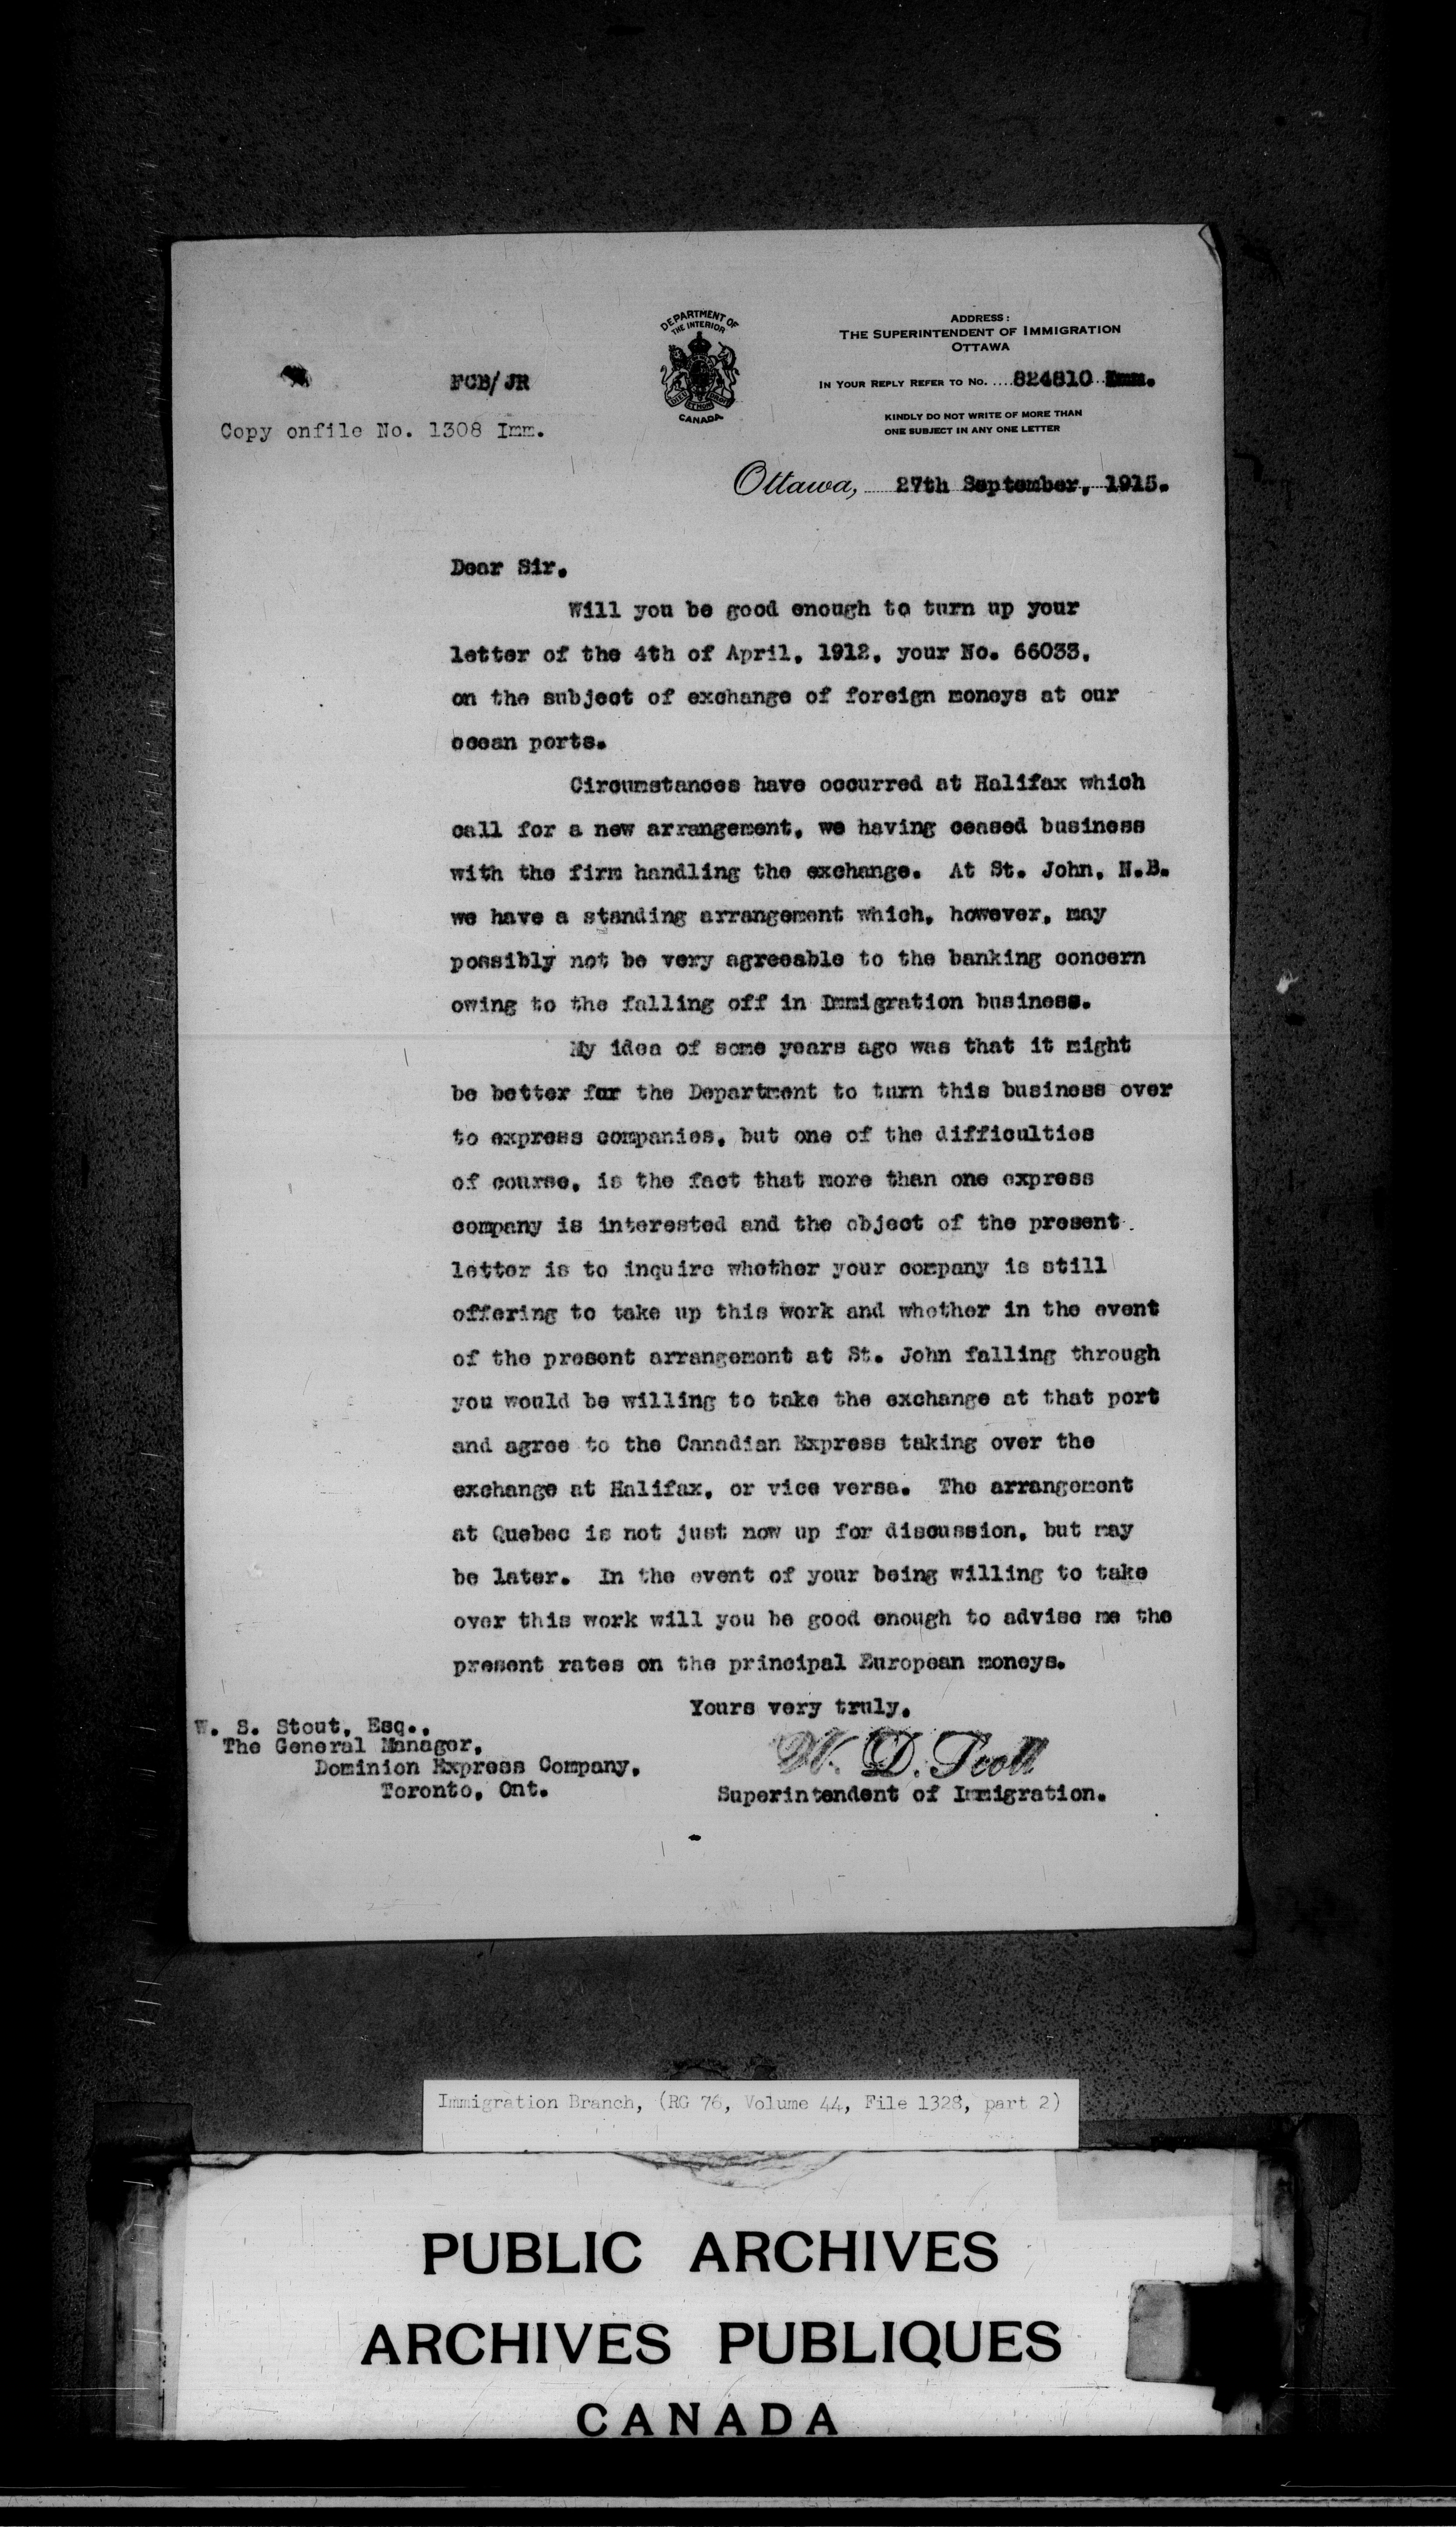 DEPARTMENT OF
THE INTERIOR
CANADA
ADDRESS:
THE SUPERINTENDENT OF IMMIGRATION
OTTAWA
FCB/JR
IN YOUR REPLY REFER TO No. 824810 Imm.
KINDLY DO NOT WRITE OF MORE THAN
ONE SUBJECT IN ANY ONE LETTER
Copy onfile No. 1308 Imm.
Ottawa, 27th September, 1915.
Dear Sir,
Will you be good enough to turn up your
letter of the 4th of April, 1912, your No. 66033,
on the subject of exchange of foreign moneys at our
ocean ports.
Circumstances have occurred at Halifax which
call for a new arrangement, we having ceased business
with the firm handling the exchange. At St. John, N.B.
we have a standing arrangement which, however, may
possibly not be very agreeable to the banking concern
owing to the falling off in Immigration business.
My idea of some years ago was that it might
be better for the Department to turn this business over
to express companies, but one of the difficulties
of course, is the fact that more than one express
company is interested and the object of the present
letter is to inquire whether your company is still
offering to take up this work and whether in the event
of the present arrangement at St. John falling through
you would be willing to take the exchange at that port
and agree to the Canadian Express taking over the
exchange at Halifax, or vice versa. The arrangement
at Quebec is not just now up for discussion, but may
be later. In the event of your being willing to take
over this work will you be good enough to advise me the
present rates on the principal European moneys.
Yours very truly,
W. D. Scott
Superintendent of Immigration.
W. S. Stout, Esq.,
The General Manager,
Dominion Express Company,
Toronto, Ont.
Immigration Branch, (RG 76, Volume 44, File 1328, part 2)
PUBLIC ARCHIVES
ARCHIVES PUBLIQUES
CANADA